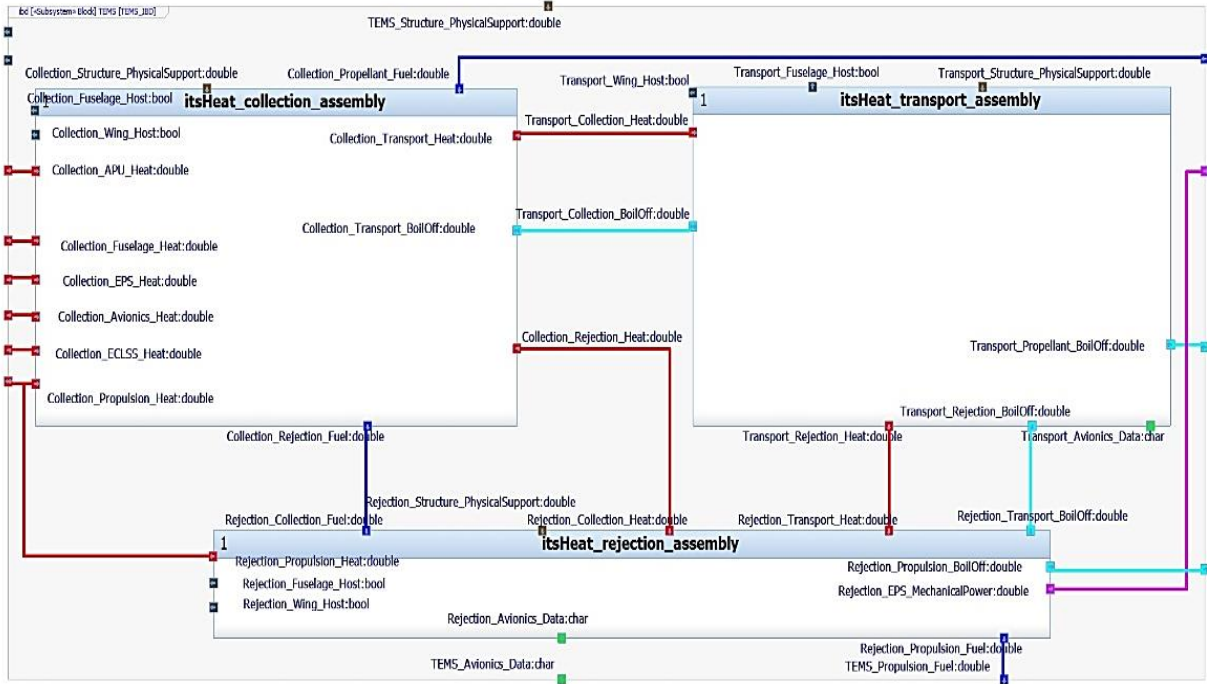 ibd [«Subsystem» Block] TEMS [TEMS_IBD]
TEMS_Structure_PhysicalSupport:double
Collection_Structure_PhysicalSupport:double
Collection_Propellant_Fuel:double
Transport_Wing_Host:bool
Transport_Fuselage_Host:bool
Transport_Structure_PhysicalSupport:double
Collection_Fuselage_Host:bool
1
itsHeat_collection_assembly
1
itsHeat_transport_assembly
Collection_Wing_Host:bool
Collection_Transport_Heat:double
Transport_Collection_Heat:double
Collection_APU_Heat:double
Collection_Transport_BoilOff:double
Transport_Collection_BoilOff:double
Collection_Fuselage_Heat:double
Collection_EPS_Heat:double
Collection_Avionics_Heat:double
Collection_Rejection_Heat:double
Collection_ECLSS_Heat:double
Transport_Propellant_BoilOff:double
Collection_Propulsion_Heat:double
Transport_Rejection_BoilOff:double
Collection_Rejection_Fuel:double
Transport_Rejection_Heat:double
Transport_Avionics_Data:char
Rejection_Structure_PhysicalSupport:double
Rejection_Collection_Fuel:double
Rejection_Collection_Heat:double
Rejection_Transport_Heat:double
Rejection_Transport_BoilOff:double
1
itsHeat_rejection_assembly
Rejection_Propulsion_Heat:double
Rejection_Propulsion_BoilOff:double
Rejection_Fuselage_Host:bool
Rejection_EPS_MechanicalPower:double
Rejection_Wing_Host:bool
Rejection_Avionics_Data:char
Rejection_Propulsion_Fuel:double
TEMS_Avionics_Data:char
TEMS_Propulsion_Fuel:double